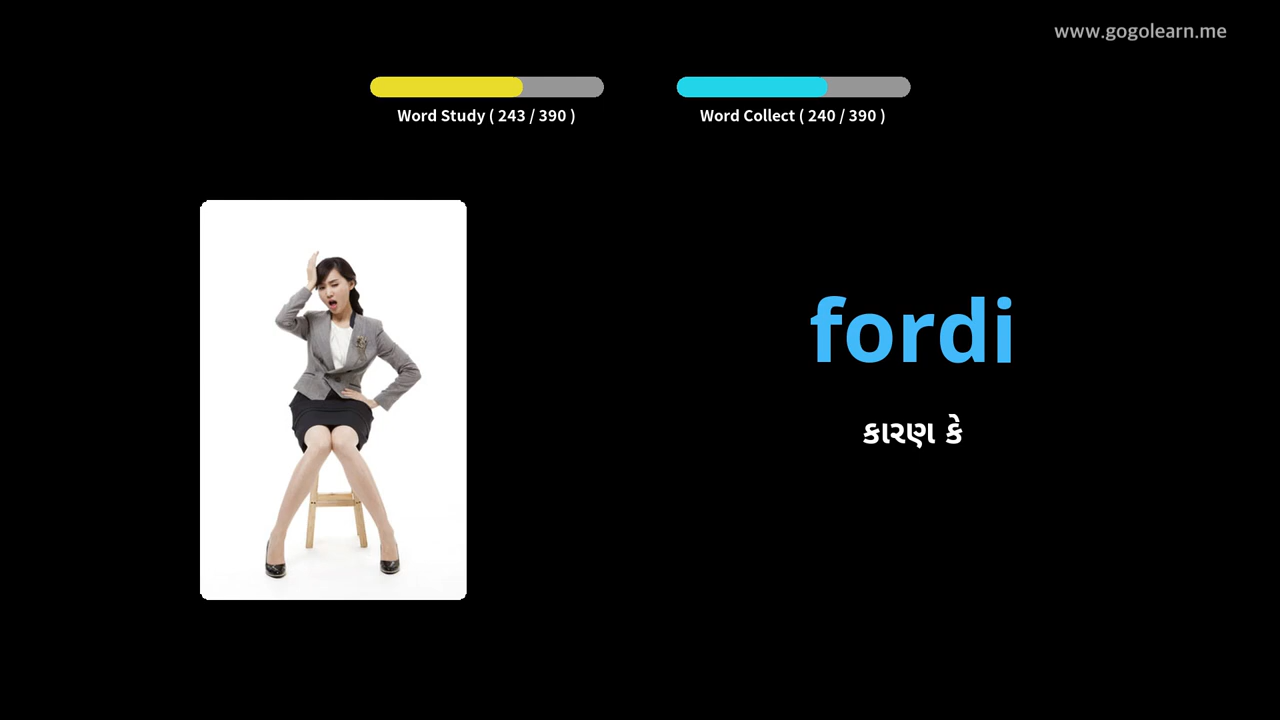 www.gogolearn.me
Word Study ( 243 / 390 )
Word Collect ( 240 / 390 )
fordi
કારણ કે